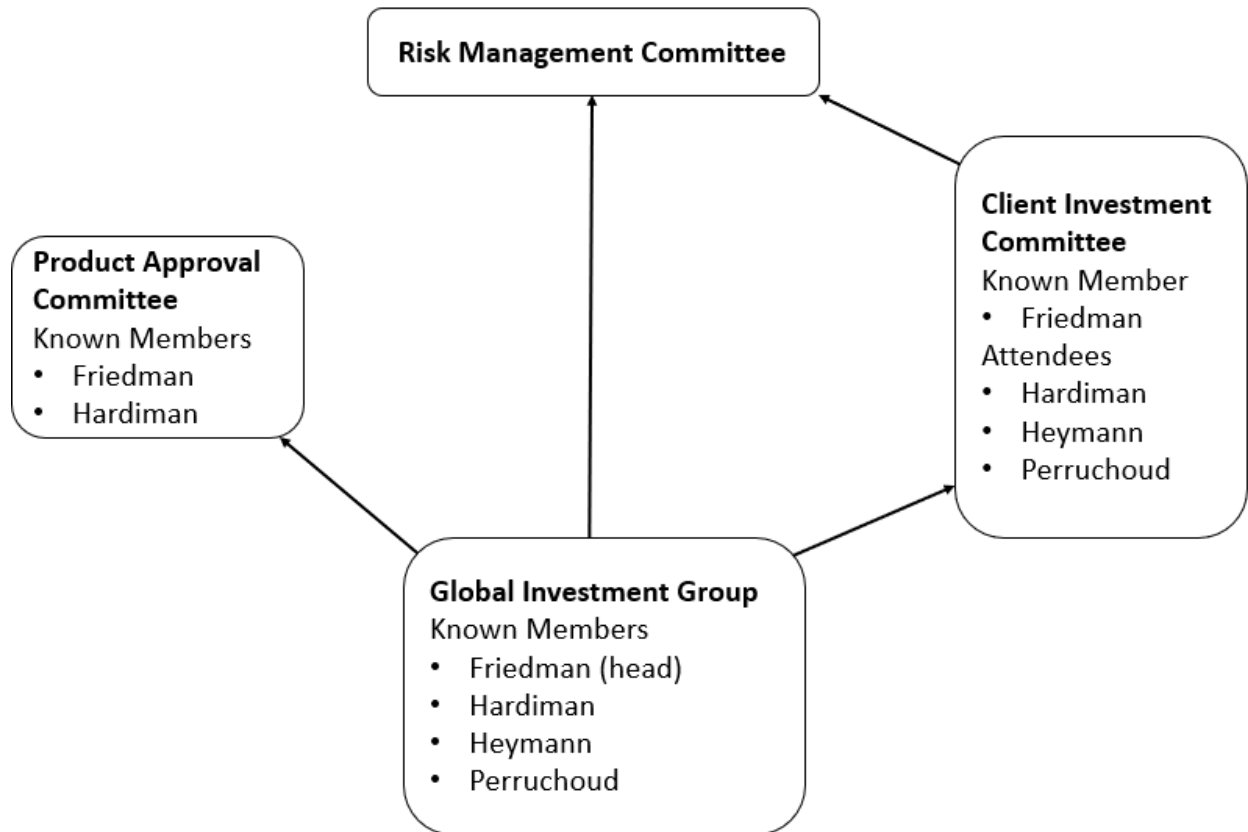 Risk Management Committee
Product Approval
Committee
Known Members
• Friedman
• Hardiman
Client Investment
Committee
Known Member
• Friedman
Attendees
• Hardiman
• Heymann
• Perruchoud
Global Investment Group
Known Members
• Friedman (head)
• Hardiman
• Heymann
• Perruchoud